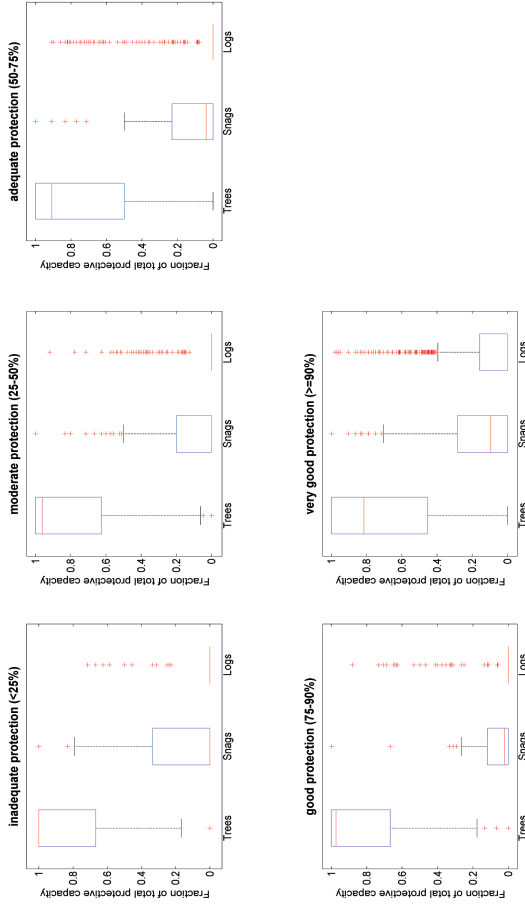 inadequate protection (<25%)
Fraction of total protective capacity
1
0.8
0.6
0.4
0.2
0
Trees Snags Logs
moderate protection (25-50%)
Fraction of total protective capacity
1
0.8
0.6
0.4
0.2
0
Trees Snags Logs
adequate protection (50-75%)
Fraction of total protective capacity
1
0.8
0.6
0.4
0.2
0
Trees Snags Logs
good protection (75-90%)
Fraction of total protective capacity
1
0.8
0.6
0.4
0.2
0
Trees Snags Logs
very good protection (>=90%)
Fraction of total protective capacity
1
0.8
0.6
0.4
0.2
0
Trees Snags Logs